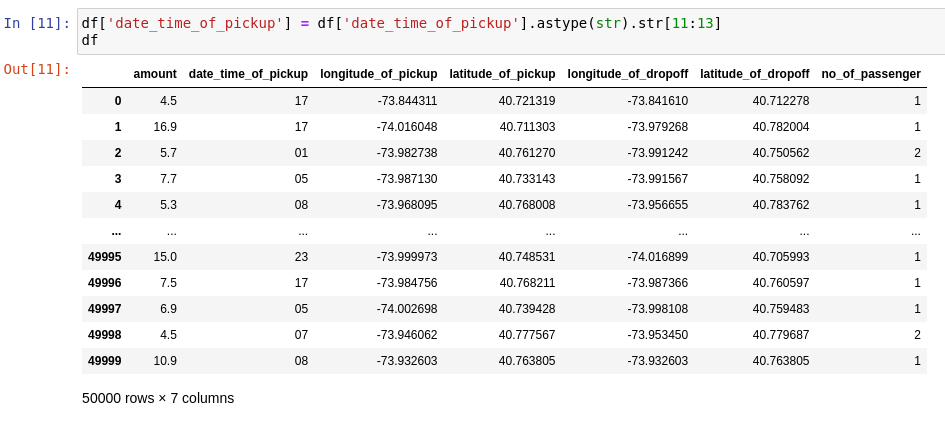 In [11]: df['date_time_of_pickup'] = df['date_time_of_pickup'].astype(str).str[11:13]
df
Out[11]:
amount date_time_of_pickup longitude_of_pickup latitude_of_pickup longitude_of_dropoff latitude_of_dropoff no_of_passenger
0 4.5 17 -73.844311 40.721319 -73.841610 40.712278 1
1 16.9 17 -74.016048 40.711303 -73.979268 40.782004 1
2 5.7 01 -73.982738 40.761270 -73.991242 40.750562 2
3 7.7 05 -73.987130 40.733143 -73.991567 40.758092 1
4 5.3 08 -73.968095 40.768008 -73.956655 40.783762 1
... ... ... ... ... ... ... ...
49995 15.0 23 -73.999973 40.748531 -74.016899 40.705993 1
49996 7.5 17 -73.984756 40.768211 -73.987366 40.760597 1
49997 6.9 05 -74.002698 40.739428 -73.998108 40.759483 1
49998 4.5 07 -73.946062 40.777567 -73.953450 40.779687 2
49999 10.9 08 -73.932603 40.763805 -73.932603 40.763805 1
50000 rows × 7 columns